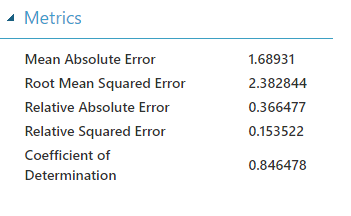 Metrics
Mean Absolute Error 1.68931
Root Mean Squared Error 2.382844
Relative Absolute Error 0.366477
Relative Squared Error 0.153522
Coefficient of
Determination 0.846478